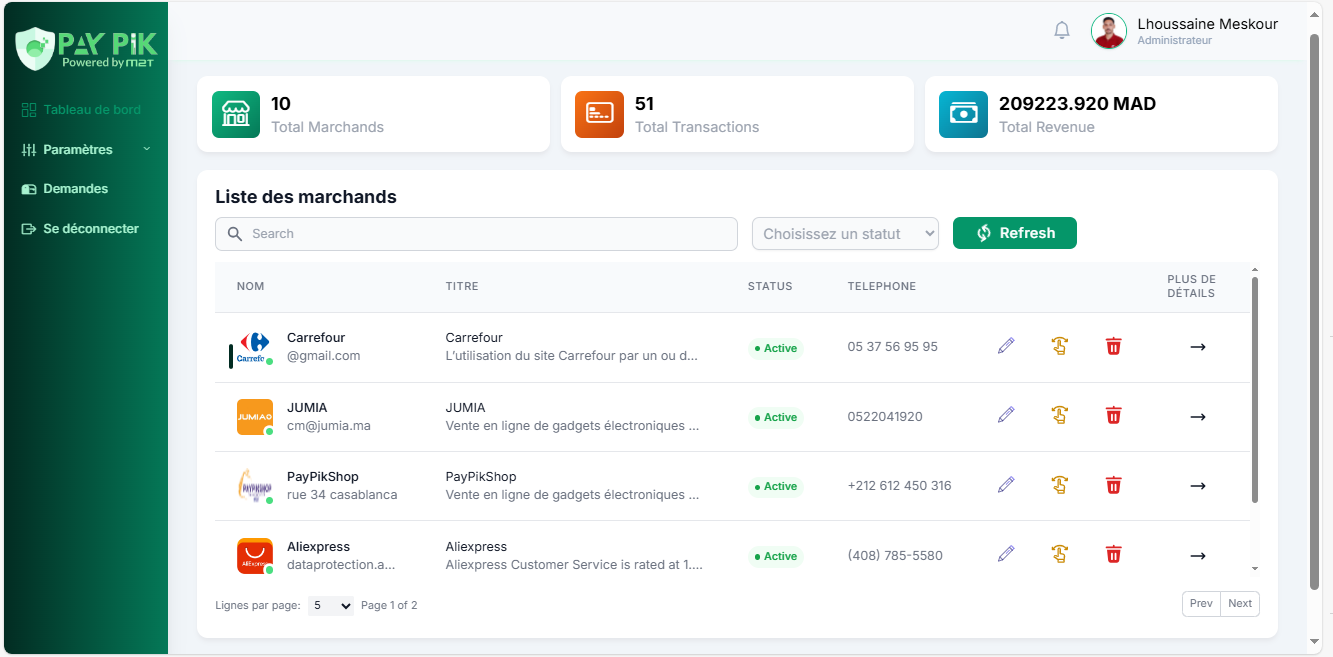 PAY PiK
Powered by M2T
Lhoussaine Meskour
Administrateur
Tableau de bord
Paramètres
Demandes
Se déconnecter
10
Total Marchands
51
Total Transactions
209223.920 MAD
Total Revenue
Liste des marchands
Search
Choisissez un statut
Refresh
NOM TITRE STATUS TELEPHONE PLUS DE
DÉTAILS
Carrefour Carrefour
@gmail.com L'utilisation du site Carrefour par un ou d...
Active 05 37 56 95 95
JUMIA JUMIA
cm@jumia.ma Vente en ligne de gadgets électroniques ...
Active 0522041920
PayPikShop PayPikShop
rue 34 casablanca Vente en ligne de gadgets électroniques ...
Active +212 612 450 316
Aliexpress Aliexpress
dataprotection.a... Aliexpress Customer Service is rated at 1....
Active (408) 785-5580
Lignes par page: 5 Page 1 of 2 Prev Next